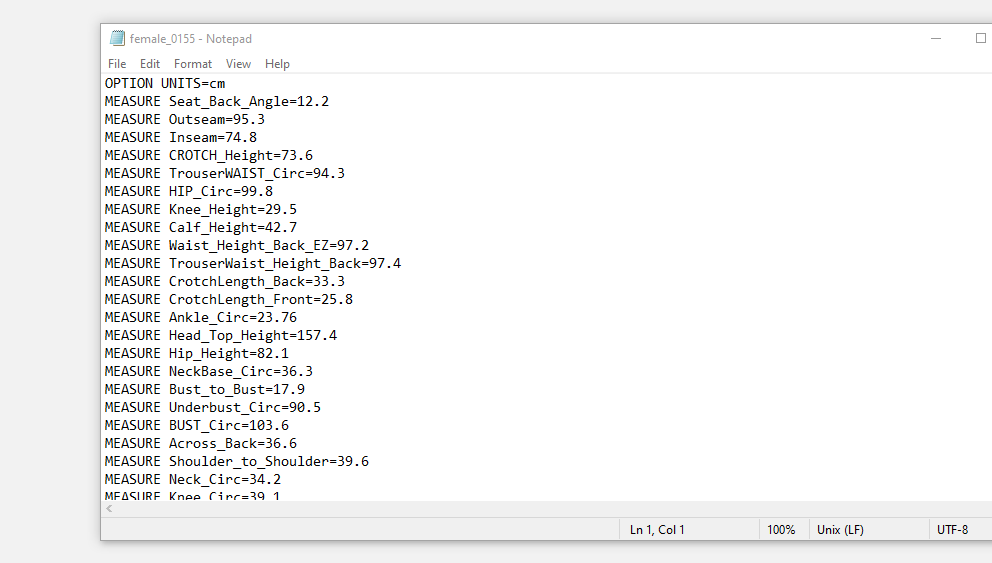 female_0155 - Notepad
File Edit Format View Help
OPTION UNITS=cm
MEASURE Seat_Back_Angle=12.2
MEASURE Outseam=95.3
MEASURE Inseam=74.8
MEASURE CROTCH_Height=73.6
MEASURE TrouserWAIST_Circ=94.3
MEASURE HIP_Circ=99.8
MEASURE Knee_Height=29.5
MEASURE Calf_Height=42.7
MEASURE Waist_Height_Back_EZ=97.2
MEASURE TrouserWaist_Height_Back=97.4
MEASURE CrotchLength_Back=33.3
MEASURE CrotchLength_Front=25.8
MEASURE Ankle_Circ=23.76
MEASURE Head_Top_Height=157.4
MEASURE Hip_Height=82.1
MEASURE NeckBase_Circ=36.3
MEASURE Bust_to_Bust=17.9
MEASURE Underbust_Circ=90.5
MEASURE BUST_Circ=103.6
MEASURE Across_Back=36.6
MEASURE Shoulder_to_Shoulder=39.6
MEASURE Neck_Circ=34.2
MEASURE Knee_Circ=39.1
Ln 1, Col 1 100% Unix (LF) UTF-8